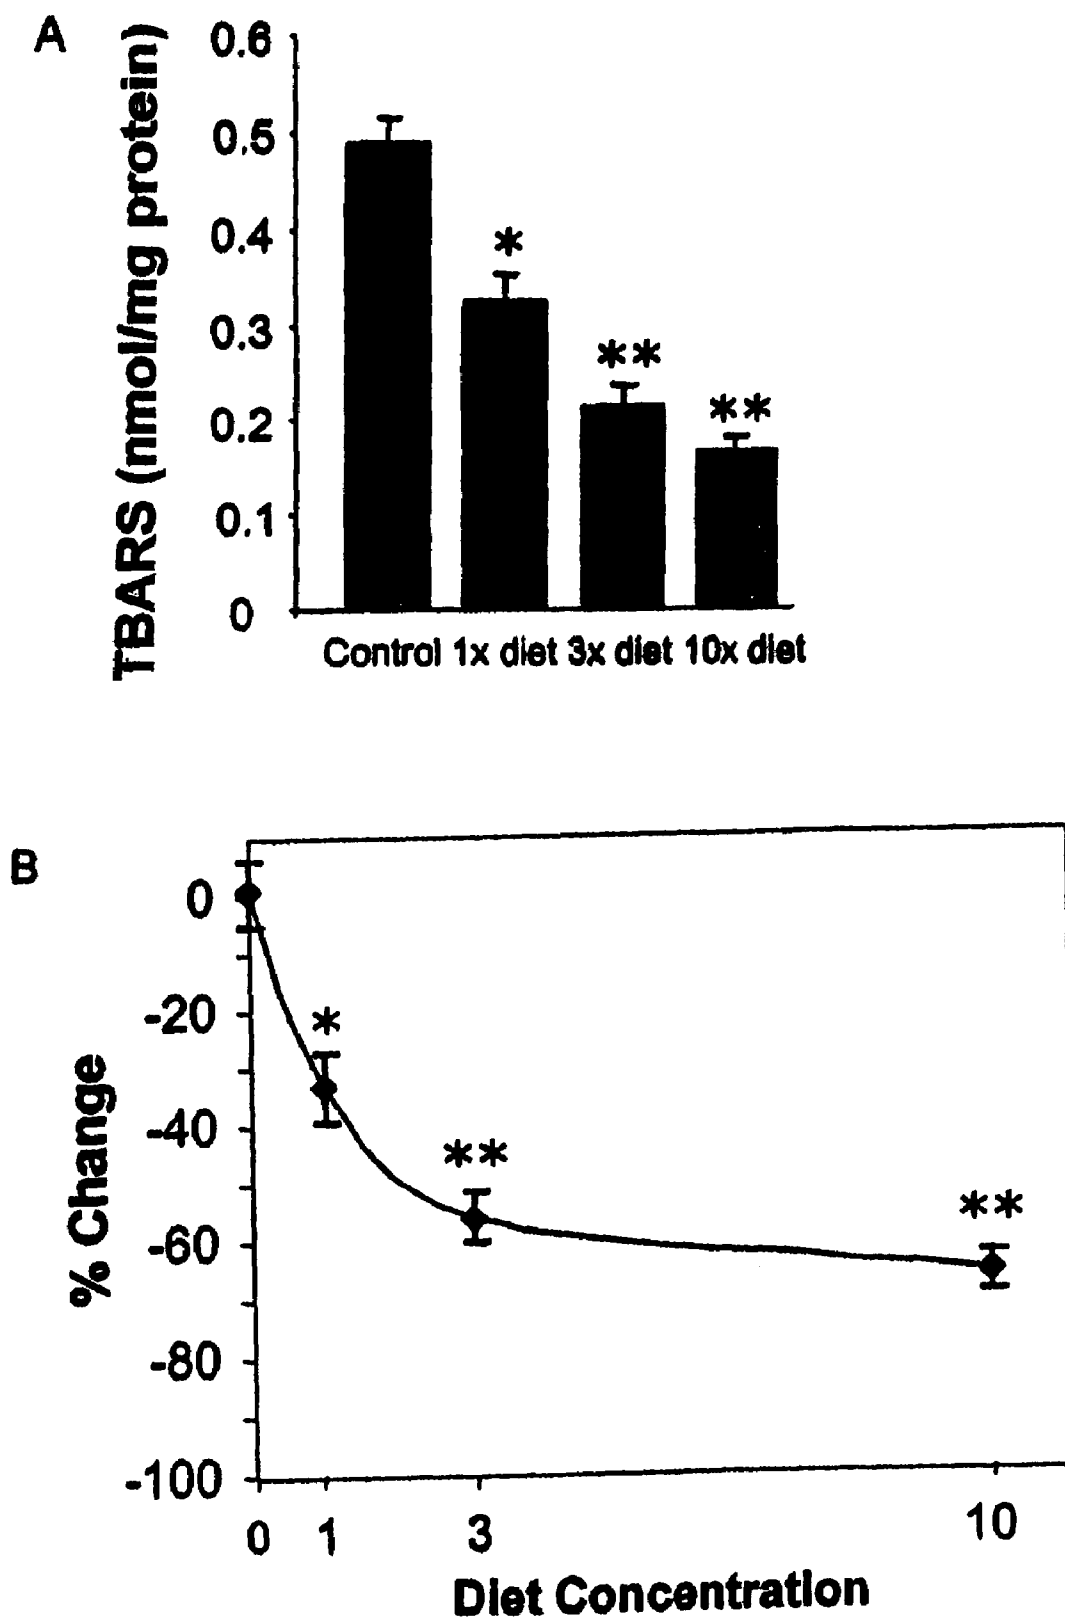 A
TBARS (nmol/mg protein)
0.6
0.5
0.4
0.3
0.2
0.1
0
*
**
**
Control 1x diet 3x diet 10x diet
B
% Change
0
-20
-40
-60
-80
-100
*
**
**
0 1 3 10
Diet Concentration